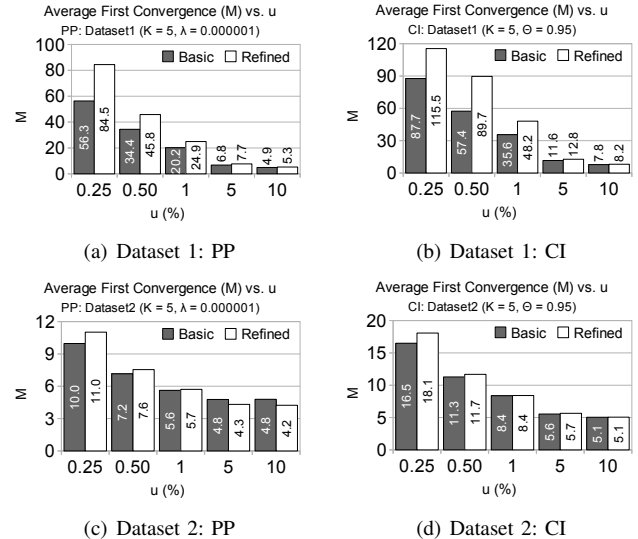 Average First Convergence (M) vs. u
PP: Dataset1 (K = 5, λ = 0.000001)
Basic Refined
100
80
60
40
20
0
M
56.3 84.5 34.4 45.8 20.2 24.9 6.8 7.7 4.9 5.3
0.25 0.50 1 5 10
u (%)
(a) Dataset 1: PP
Average First Convergence (M) vs. u
CI: Dataset1 (K = 5, Θ = 0.95)
Basic Refined
120
90
60
30
0
M
87.7 115.5 57.4 89.7 35.6 48.2 11.6 12.8 7.8 8.2
0.25 0.50 1 5 10
u (%)
(b) Dataset 1: CI
Average First Convergence (M) vs. u
PP: Dataset2 (K = 5, λ = 0.000001)
Basic Refined
12
9
6
3
0
M
10.0 11.0 7.2 7.6 5.6 5.7 4.8 4.3 4.8 4.2
0.25 0.50 1 5 10
u (%)
(c) Dataset 2: PP
Average First Convergence (M) vs. u
CI: Dataset2 (K = 5, Θ = 0.95)
Basic Refined
20
15
10
5
0
M
16.5 18.1 11.3 11.7 8.4 8.4 5.6 5.7 5.1 5.1
0.25 0.50 1 5 10
u (%)
(d) Dataset 2: CI